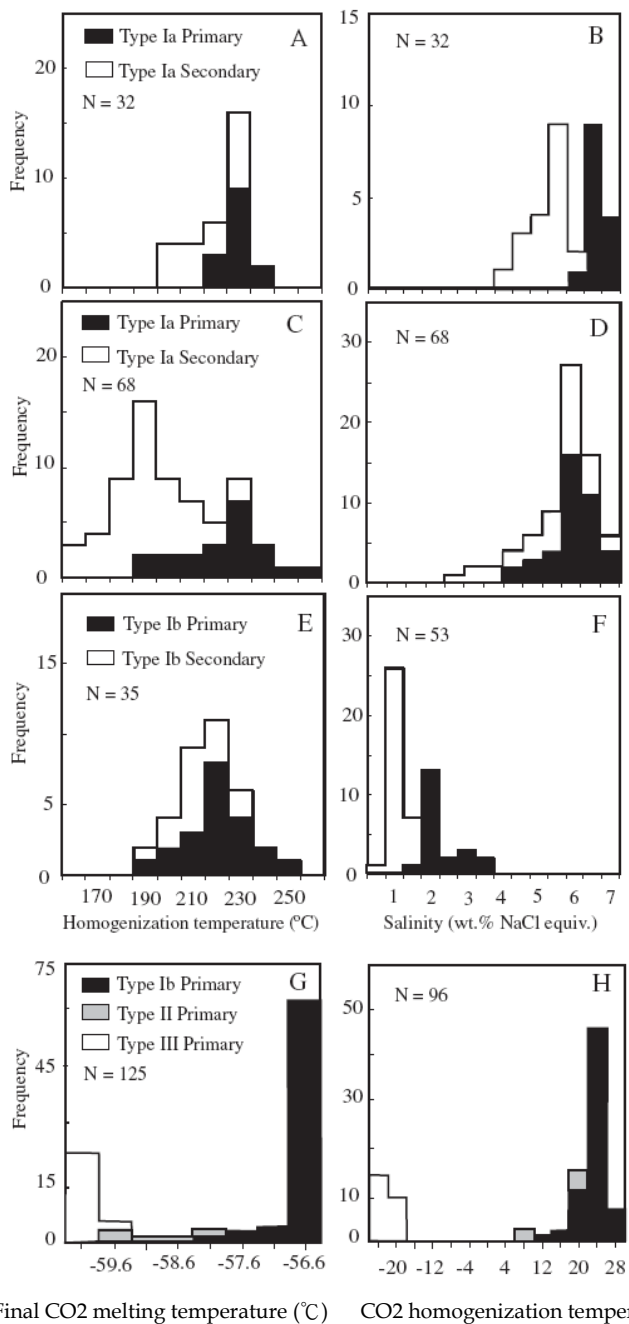 Type Ia Primary
Type Ia Secondary
N = 32
A
20
10
0
Frequency
B
N = 32
15
10
5
0
Type Ia Primary
Type Ia Secondary
N = 68
C
20
10
0
Frequency
D
N = 68
30
20
10
0
Type Ib Primary
Type Ib Secondary
N = 35
E
15
5
0
Frequency
170 190 210 230 250
Homogenization temperature (ºC)
F
N = 53
30
20
10
0
1 2 3 4 5 6 7
Salinity (wt.% NaCl equiv.)
Type Ib Primary
Type II Primary
Type III Primary
N = 125
G
75
45
15
0
Frequency
-59.6 -58.6 -57.6 -56.6
Final CO2 melting temperature (℃)
H
N = 96
50
30
10
0
-20 -12 -4 4 12 20 28
CO2 homogenization temper